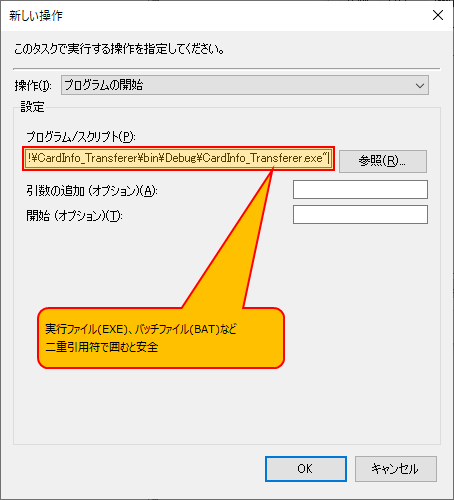 新しい操作
このタスクで実行する操作を指定してください。
操作(I): プログラムの開始
設定
プログラム/スクリプト(P):
!¥CardInfo_Transferer¥bin¥Debug¥CardInfo_Transferer.exe" 参照(R)...
引数の追加 (オプション)(A):
開始 (オプション)(T):
実行ファイル(EXE)、バッチファイル(BAT)など
二重引用符で囲むと安全
OK キャンセル